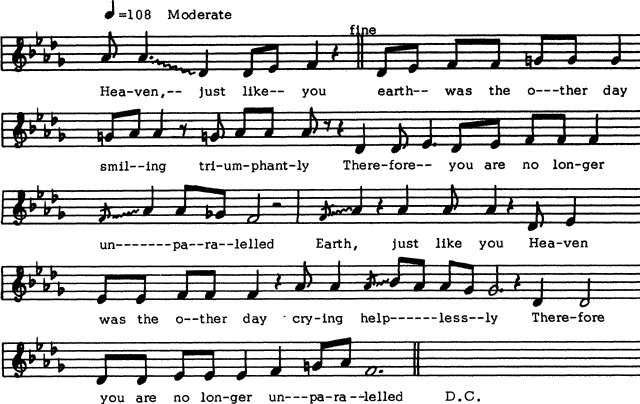 ♩=108 Moderate
fine
Hea-ven,-- just like-- you earth-- was the o---ther day
smil--ing tri-um-phant-ly There-fore-- you are no lon-ger
un-------pa--ra--lelled Earth, just like you Hea-ven
was the o--ther day cry-ing help------less--ly There-fore
you are no lon-ger un---pa-ra--lelled D.C.